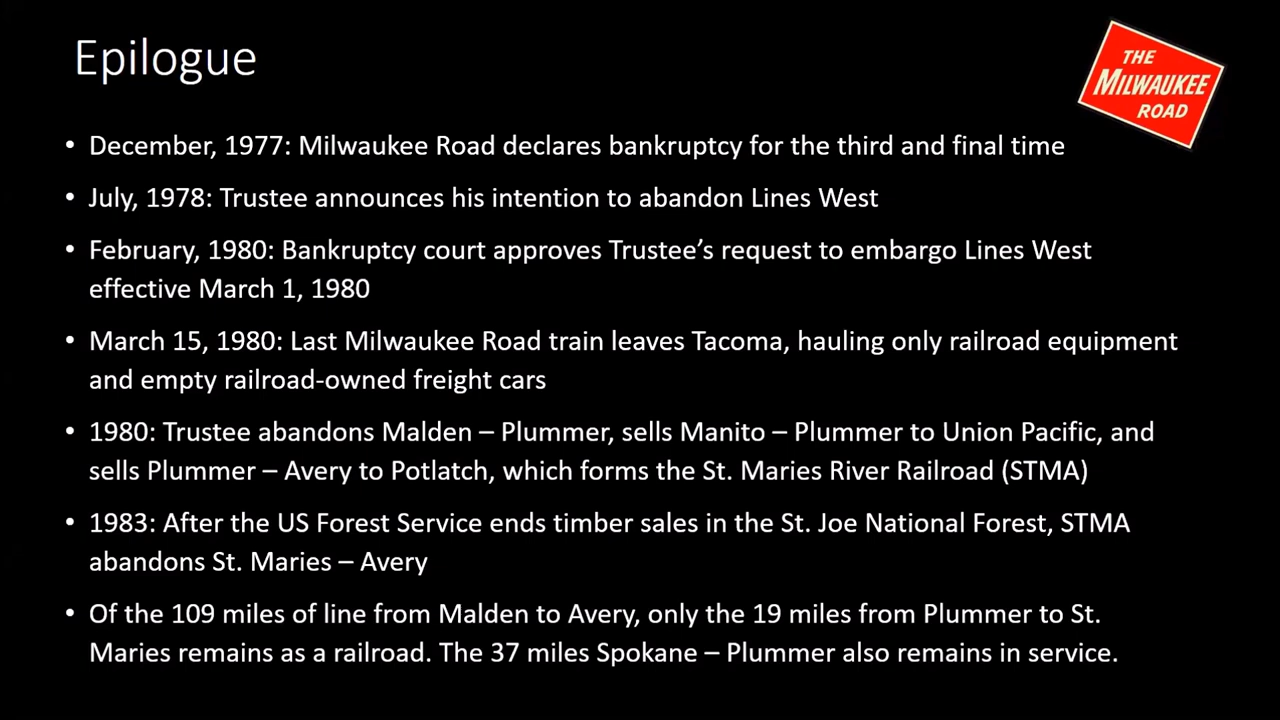 Epilogue
THE
MILWAUKEE
ROAD
• December, 1977: Milwaukee Road declares bankruptcy for the third and final time
• July, 1978: Trustee announces his intention to abandon Lines West
• February, 1980: Bankruptcy court approves Trustee’s request to embargo Lines West
effective March 1, 1980
• March 15, 1980: Last Milwaukee Road train leaves Tacoma, hauling only railroad equipment
and empty railroad-owned freight cars
• 1980: Trustee abandons Malden – Plummer, sells Manito – Plummer to Union Pacific, and
sells Plummer – Avery to Potlatch, which forms the St. Maries River Railroad (STMA)
• 1983: After the US Forest Service ends timber sales in the St. Joe National Forest, STMA
abandons St. Maries – Avery
• Of the 109 miles of line from Malden to Avery, only the 19 miles from Plummer to St.
Maries remains as a railroad. The 37 miles Spokane – Plummer also remains in service.